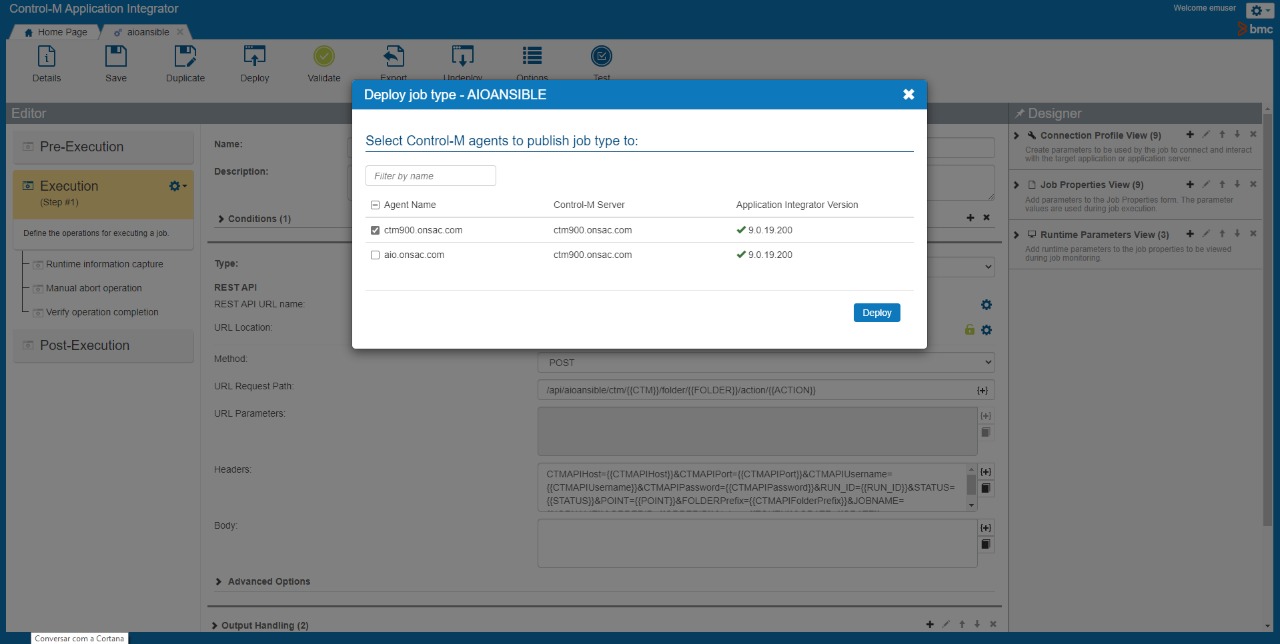 Control-M Application Integrator
Welcome emuser
Home Page
aioansible
bmc
Details
Save
Duplicate
Deploy
Validate
Export
Undeploy
Options
Test
Deploy job type - AIOANSIBLE
Select Control-M agents to publish job type to:
Filter by name
Agent Name
Control-M Server
Application Integrator Version
ctm900.onsac.com
ctm900.onsac.com
9.0.19.200
aio.onsac.com
ctm900.onsac.com
9.0.19.200
Deploy
Editor
Pre-Execution
Execution
(Step #1)
Define the operations for executing a job.
Runtime information capture
Manual abort operation
Verify operation completion
Post-Execution
Name:
Description:
Conditions (1)
Type:
REST API
REST API URL name:
URL Location:
Method:
POST
URL Request Path:
/api/aioansible/ctm/{{CTM}}/folder/{{FOLDER}}/action/{{ACTION}}
URL Parameters:
Headers:
CTMAPIHost={{CTMAPIHost}}&CTMAPIPort={{CTMAPIPort}}&CTMAPIUsername=
{{CTMAPIUsername}}&CTMAPIPassword={{CTMAPIPassword}}&RUN_ID={{RUN_ID}}&STATUS=
{{STATUS}}&POINT={{POINT}}&FOLDERPrefix={{CTMAPIFolderPrefix}}&JOBNAME=
Body:
Advanced Options
Output Handling (2)
Designer
Connection Profile View (9)
Create parameters to be used by the job to connect and interact
with the target application or application server.
Job Properties View (9)
Add parameters to the Job Properties form. The parameter
values are used during job execution.
Runtime Parameters View (3)
Add runtime parameters to the job properties to be viewed
during job monitoring.
Conversar com a Cortana